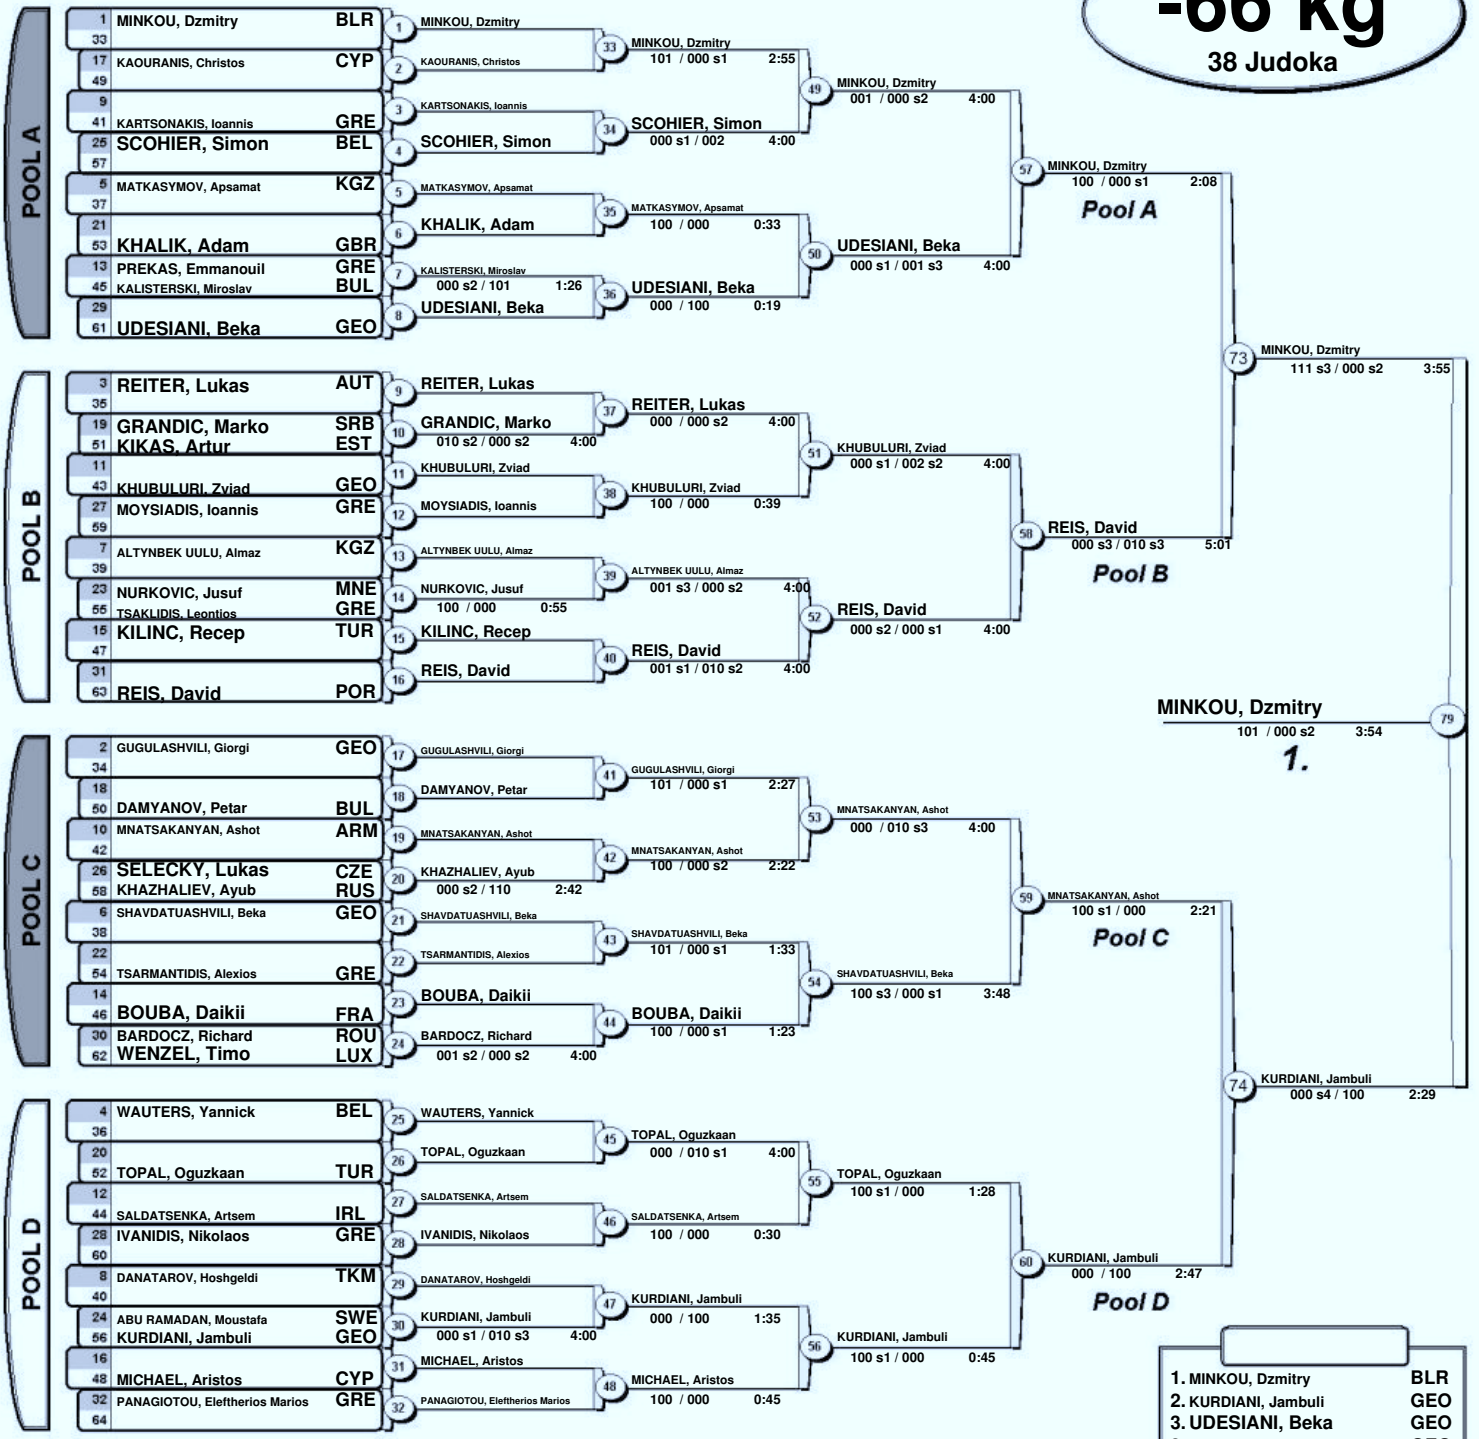 -66 kg
38 Judoka
POOL A
1 MINKOU, Dzmitry BLR
33
17 KAOURANIS, Christos CYP
49
9
41 KARTSONAKIS, Ioannis GRE
25 SCOHIER, Simon BEL
57
5 MATKASYMOV, Apsamat KGZ
37
21
53 KHALIK, Adam GBR
13 PREKAS, Emmanouil GRE
45 KALISTERSKI, Miroslav BUL
29
61 UDESIANI, Beka GEO
1 MINKOU, Dzmitry
2 KAOURANIS, Christos
3 KARTSONAKIS, Ioannis
4 SCOHIER, Simon
5 MATKASYMOV, Apsamat
6 KHALIK, Adam
7 KALISTERSKI, Miroslav
000 s2 / 101 1:26
8 UDESIANI, Beka
33 MINKOU, Dzmitry
101 / 000 s1 2:55
34 SCOHIER, Simon
000 s1 / 002 4:00
35 MATKASYMOV, Apsamat
100 / 000 0:33
36 UDESIANI, Beka
000 / 100 0:19
49 MINKOU, Dzmitry
001 / 000 s2 4:00
50 UDESIANI, Beka
000 s1 / 001 s3 4:00
57 MINKOU, Dzmitry
100 / 000 s1 2:08
Pool A
POOL B
3 REITER, Lukas AUT
35
19 GRANDIC, Marko SRB
51 KIKAS, Artur EST
11
43 KHUBULURI, Zviad GEO
27 MOYSIADIS, Ioannis GRE
59
7 ALTYNBEK UULU, Almaz KGZ
39
23 NURKOVIC, Jusuf MNE
55 TSAKLIDIS, Leontios GRE
15 KILINC, Recep TUR
47
31
63 REIS, David POR
9 REITER, Lukas
10 GRANDIC, Marko
010 s2 / 000 s2 4:00
11 KHUBULURI, Zviad
12 MOYSIADIS, Ioannis
13 ALTYNBEK UULU, Almaz
14 NURKOVIC, Jusuf
100 / 000 0:55
15 KILINC, Recep
16 REIS, David
37 REITER, Lukas
000 / 000 s2 4:00
38 KHUBULURI, Zviad
100 / 000 0:39
39 ALTYNBEK UULU, Almaz
001 s3 / 000 s2 4:00
40 REIS, David
001 s1 / 010 s2 4:00
51 KHUBULURI, Zviad
000 s1 / 002 s2 4:00
52 REIS, David
000 s2 / 000 s1 4:00
58 REIS, David
000 s3 / 010 s3 5:01
Pool B
73 MINKOU, Dzmitry
111 s3 / 000 s2 3:55
MINKOU, Dzmitry 79
101 / 000 s2 3:54
1.
POOL C
2 GUGULASHVILI, Giorgi GEO
34
18
50 DAMYANOV, Petar BUL
10 MNATSAKANYAN, Ashot ARM
42
26 SELECKY, Lukas CZE
58 KHAZHALIEV, Ayub RUS
6 SHAVDATUASHVILI, Beka GEO
38
22
54 TSARMANTIDIS, Alexios GRE
14
46 BOUBA, Daikii FRA
30 BARDOCZ, Richard ROU
62 WENZEL, Timo LUX
17 GUGULASHVILI, Giorgi
18 DAMYANOV, Petar
19 MNATSAKANYAN, Ashot
20 KHAZHALIEV, Ayub
000 s2 / 110 2:42
21 SHAVDATUASHVILI, Beka
22 TSARMANTIDIS, Alexios
23 BOUBA, Daikii
24 BARDOCZ, Richard
001 s2 / 000 s2 4:00
41 GUGULASHVILI, Giorgi
101 / 000 s1 2:27
42 MNATSAKANYAN, Ashot
100 / 000 s2 2:22
43 SHAVDATUASHVILI, Beka
101 / 000 s1 1:33
44 BOUBA, Daikii
100 / 000 s1 1:23
53 MNATSAKANYAN, Ashot
000 / 010 s3 4:00
54 SHAVDATUASHVILI, Beka
100 s3 / 000 s1 3:48
59 MNATSAKANYAN, Ashot
100 s1 / 000 2:21
Pool C
POOL D
4 WAUTERS, Yannick BEL
36
20
52 TOPAL, Oguzkaan TUR
12
44 SALDATSENKA, Artsem IRL
28 IVANIDIS, Nikolaos GRE
60
8 DANATAROV, Hoshgeldi TKM
40
24 ABU RAMADAN, Moustafa SWE
56 KURDIANI, Jambuli GEO
16
48 MICHAEL, Aristos CYP
32 PANAGIOTOU, Eleftherios Marios GRE
64
25 WAUTERS, Yannick
26 TOPAL, Oguzkaan
27 SALDATSENKA, Artsem
28 IVANIDIS, Nikolaos
29 DANATAROV, Hoshgeldi
30 KURDIANI, Jambuli
000 s1 / 010 s3 4:00
31 MICHAEL, Aristos
32 PANAGIOTOU, Eleftherios Marios
45 TOPAL, Oguzkaan
000 / 010 s1 4:00
46 SALDATSENKA, Artsem
100 / 000 0:30
47 KURDIANI, Jambuli
000 / 100 1:35
48 MICHAEL, Aristos
100 / 000 0:45
55 TOPAL, Oguzkaan
100 s1 / 000 1:28
56 KURDIANI, Jambuli
100 s1 / 000 0:45
60 KURDIANI, Jambuli
000 / 100 2:47
Pool D
74 KURDIANI, Jambuli
000 s4 / 100 2:29
1. MINKOU, Dzmitry BLR
2. KURDIANI, Jambuli GEO
3. UDESIANI, Beka GEO